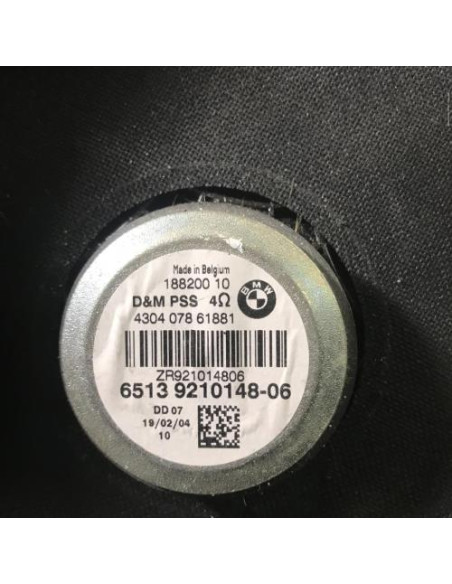 Made in Belgium
188200 10
D&M PSS 4Ω
BMW
4304 078 61881
ZR921014806
6513 9210148-06
DD 07
19/02/04
10